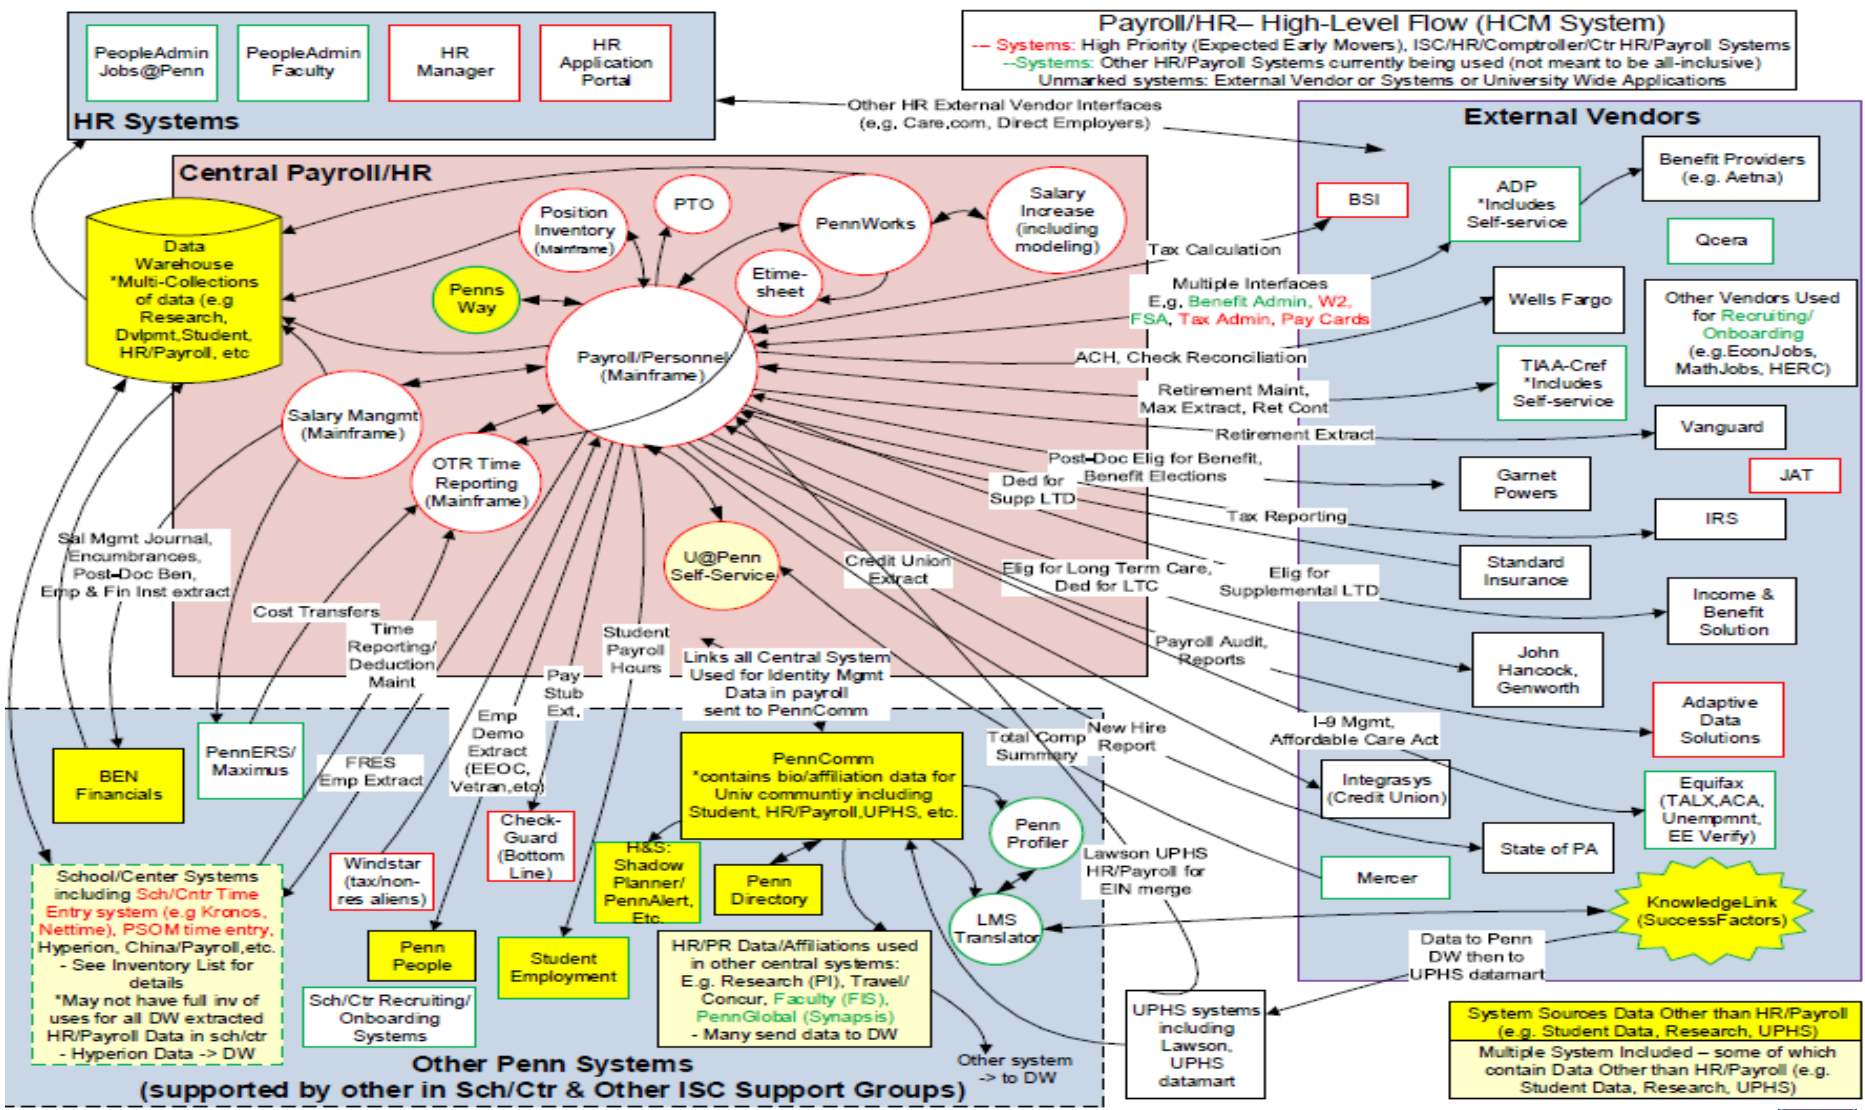 Payroll/HR– High-Level Flow (HCM System)
--- Systems: High Priority (Expected Early Movers), ISC/HR/Comptroller/Ctr HR/Payroll Systems
--Systems: Other HR/Payroll Systems currently being used (not meant to be all-inclusive)
Unmarked systems: External Vendor or Systems or University Wide Applications
PeopleAdmin
Jobs@Penn
PeopleAdmin
Faculty
HR
Manager
HR
Application
Portal
HR Systems
Other HR External Vendor Interfaces
(e,g, Care,com, Direct Employers)
Central Payroll/HR
Data
Warehouse
*Multi-Collections
of data (e.g
Research,
Dvlpmt,Student,
HR/Payroll, etc
Position
Inventory
(Mainframe)
PTO
PennWorks
Salary
Increase
(including
modeling)
Etime-
sheet
Penns
Way
Payroll/Personnel
(Mainframe)
Salary Mangmt
(Mainframe)
OTR Time
Reporting
(Mainframe)
U@Penn
Self-Service
External Vendors
BSI
ADP
*Includes
Self-service
Benefit Providers
(e.g. Aetna)
Qcera
Wells Fargo
Other Vendors Used
for Recruiting/
Onboarding
(e.g.EconJobs,
MathJobs, HERC)
TIAA-Cref
*Includes
Self-service
Vanguard
Garnet
Powers
JAT
IRS
Standard
Insurance
Income &
Benefit
Solution
John
Hancock,
Genworth
Adaptive
Data
Solutions
Integrasys
(Credit Union)
Equifax
(TALX,ACA,
Unempmnt,
EE Verify)
State of PA
Mercer
KnowledgeLink
(SuccessFactors)
Tax Calculation
Multiple Interfaces
E,g, Benefit Admin, W2,
FSA, Tax Admin, Pay Cards
ACH, Check Reconciliation
Retirement Maint,
Max Extract, Ret Cont
Retirement Extract
Post-Doc Elig for Benefit,
Benefit Elections
Ded for
Supp LTD
Tax Reporting
Credit Union
Extract
Elig for Long Term Care,
Ded for LTC
Elig for
Supplemental LTD
Payroll Audit,
Reports
I-9 Mgmt,
Affordable Care Act
New Hire
Report
Total Comp
Summary
Sal Mgmt Journal,
Encumbrances,
Post-Doc Ben,
Emp & Fin Inst extract
Cost Transfers
Time
Reporting/
Deduction
Maint
Student
Payroll
Hours
Pay
Stub
Ext,
Emp
Demo
Extract
(EEOC,
Vetran,etc)
FRES
Emp Extract
Links all Central System
Used for Identity Mgmt
Data in payroll
sent to PennComm
BEN
Financials
PennERS/
Maximus
PennComm
*contains bio/affiliation data for
Univ communtiy including
Student, HR/Payroll,UPHS, etc.
Penn
Profiler
LMS
Translator
Lawson UPHS
HR/Payroll for
EIN merge
Data to Penn
DW then to
UPHS datamart
School/Center Systems
including Sch/Cntr Time
Entry system (e.g Kronos,
Nettime), PSOM time entry,
Hyperion, China/Payroll,etc.
- See Inventory List for
details
*May not have full inv of
uses for all DW extracted
HR/Payroll Data in sch/ctr
- Hyperion Data -> DW
Windstar
(tax/non-
res aliens)
Check-
Guard
(Bottom
Line)
H&S:
Shadow
Planner/
PennAlert,
Etc.
Penn
Directory
Penn
People
Student
Employment
Sch/Ctr Recruiting/
Onboarding
Systems
HR/PR Data/Affiliations used
in other central systems:
E.g. Research (PI), Travel/
Concur, Faculty (FIS),
PennGlobal (Synapsis)
- Many send data to DW
Other system
-> to DW
UPHS systems
including
Lawson,
UPHS
datamart
Other Penn Systems
(supported by other in Sch/Ctr & Other ISC Support Groups)
System Sources Data Other than HR/Payroll
(e.g. Student Data, Research, UPHS)
Multiple System Included – some of which
contain Data Other than HR/Payroll (e.g.
Student Data, Research, UPHS)